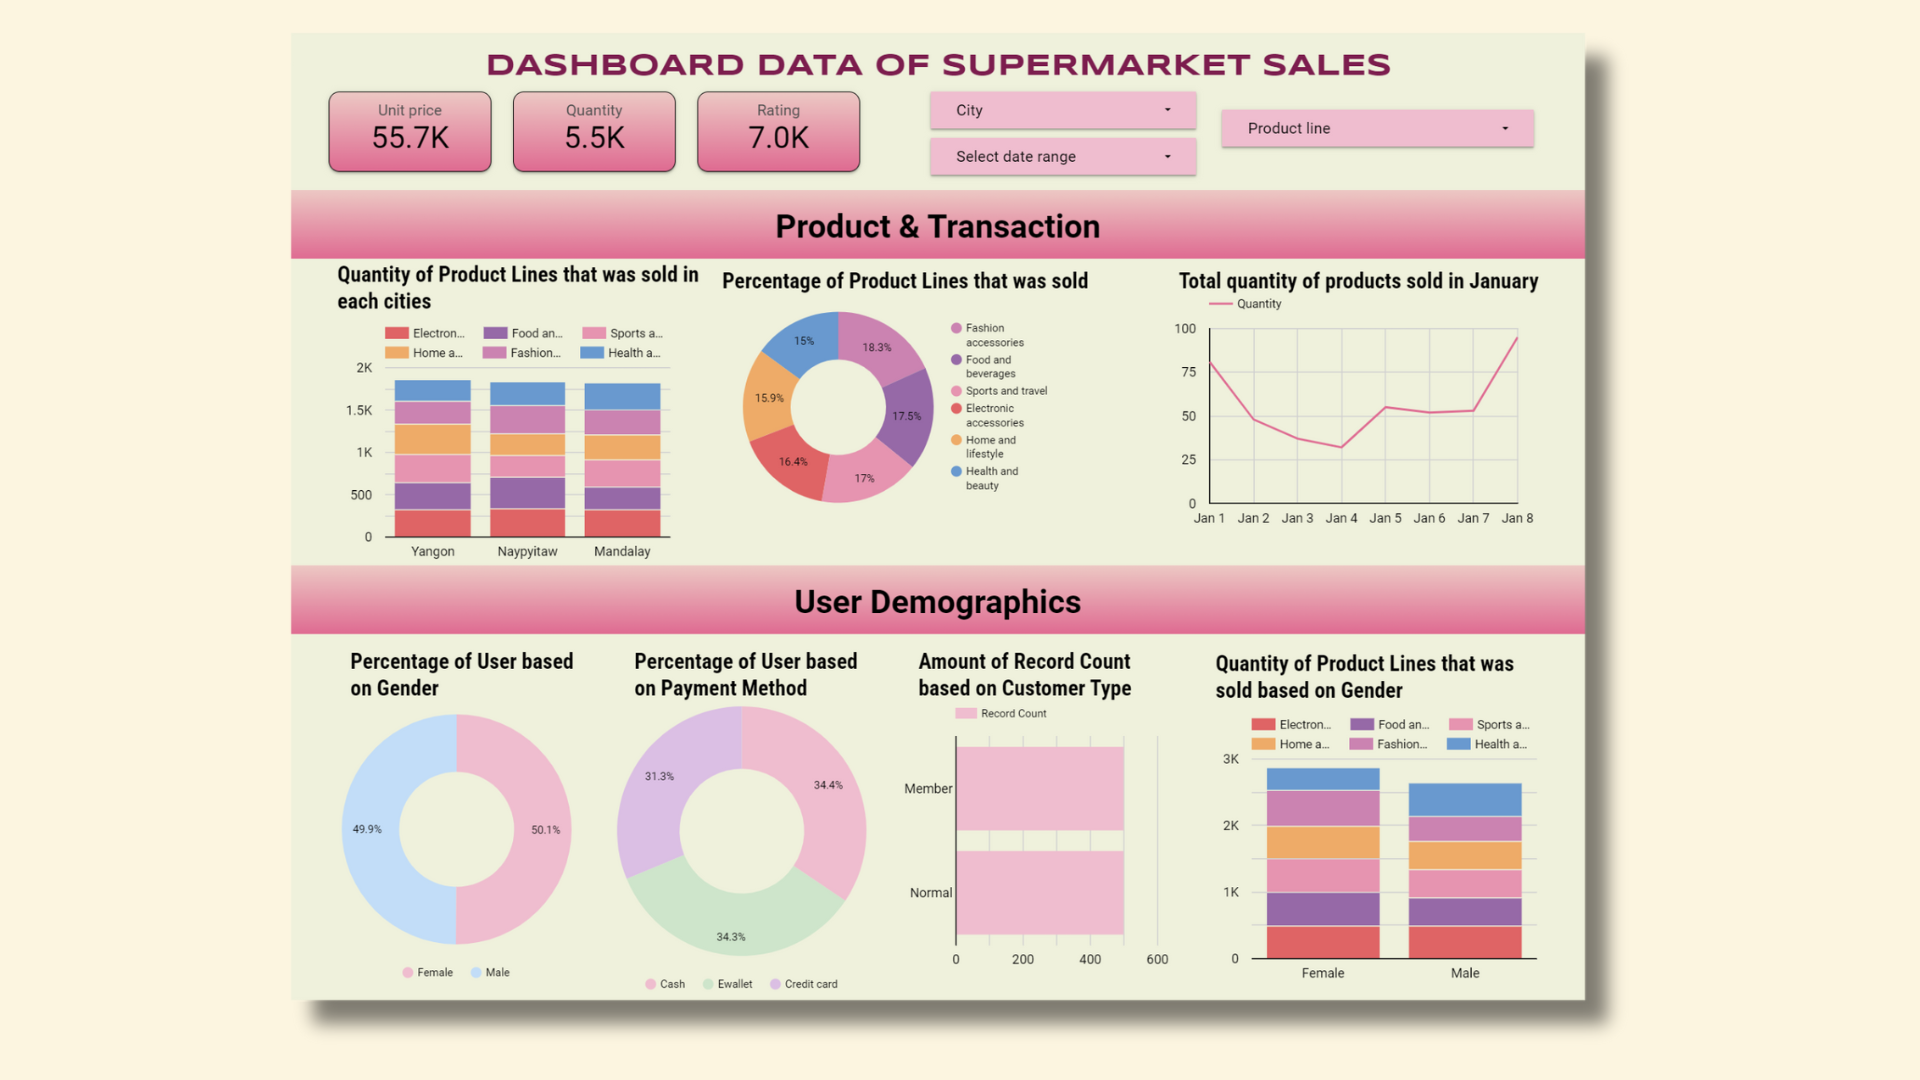 DASHBOARD DATA OF SUPERMARKET SALES
Unit price
55.7K
Quantity
5.5K
Rating
7.0K
City
Select date range
Product line
Product & Transaction
Quantity of Product Lines that was sold in
each cities
Electron...
Food an...
Sports a...
Home a...
Fashion...
Health a...
2K
1.5K
1K
500
0
Yangon
Naypyitaw
Mandalay
Percentage of Product Lines that was sold
15%
18.3%
15.9%
17.5%
16.4%
17%
Fashion
accessories
Food and
beverages
Sports and travel
Electronic
accessories
Home and
lifestyle
Health and
beauty
Total quantity of products sold in January
Quantity
100
75
50
25
0
Jan 1
Jan 2
Jan 3
Jan 4
Jan 5
Jan 6
Jan 7
Jan 8
User Demographics
Percentage of User based
on Gender
49.9%
50.1%
Female
Male
Percentage of User based
on Payment Method
31.3%
34.4%
34.3%
Cash
Ewallet
Credit card
Amount of Record Count
based on Customer Type
Record Count
Member
Normal
0
200
400
600
Quantity of Product Lines that was
sold based on Gender
Electron...
Food an...
Sports a...
Home a...
Fashion...
Health a...
3K
2K
1K
0
Female
Male